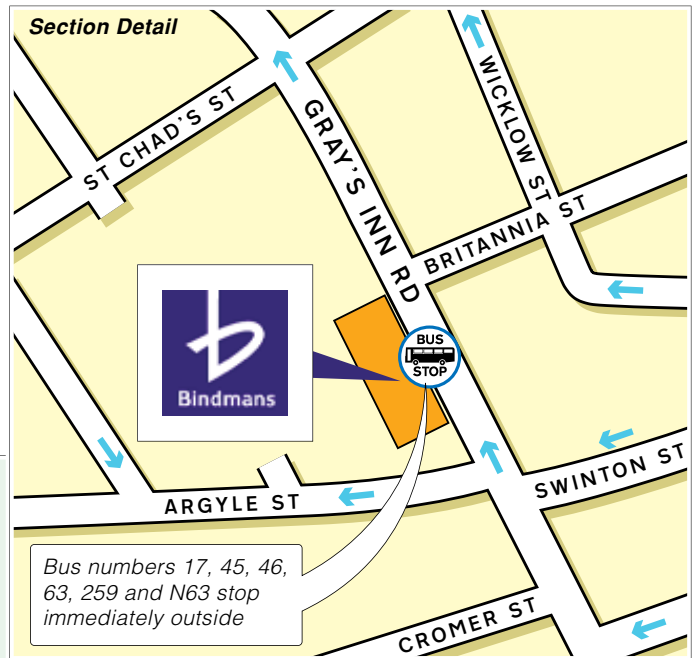 Section Detail
ST CHAD'S ST
GRAY'S INN RD
WICKLOW ST
BRITANNIA ST
BUS
STOP
Bindmans
SWINTON ST
ARGYLE ST
Bus numbers 17, 45, 46,
63, 259 and N63 stop
immediately outside
CROMER ST